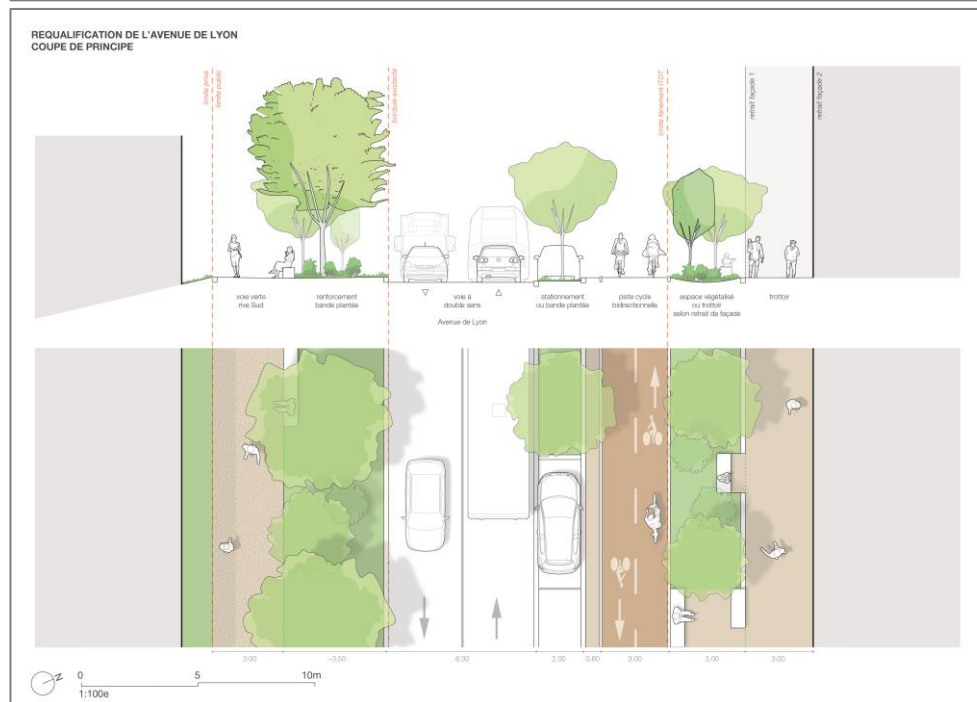 REQUALIFICATION DE L'AVENUE DE LYON
COUPE DE PRINCIPE
limite privé
limite public
bordure existante
limite tènement ITDT
retrait façade 1
retrait façade 2
voie verte
rive Sud
renforcement
bande plantée
voie à
double sens
Avenue de Lyon
stationnement
ou bande plantée
piste cycle
bidirectionnelle
espace végétalisé
ou trottoir
selon retrait de façade
trottoir
3.00
~3.50
6.30
2.00
0.80
3.00
3.00
3.00
Z
0
5
10m
1:100e